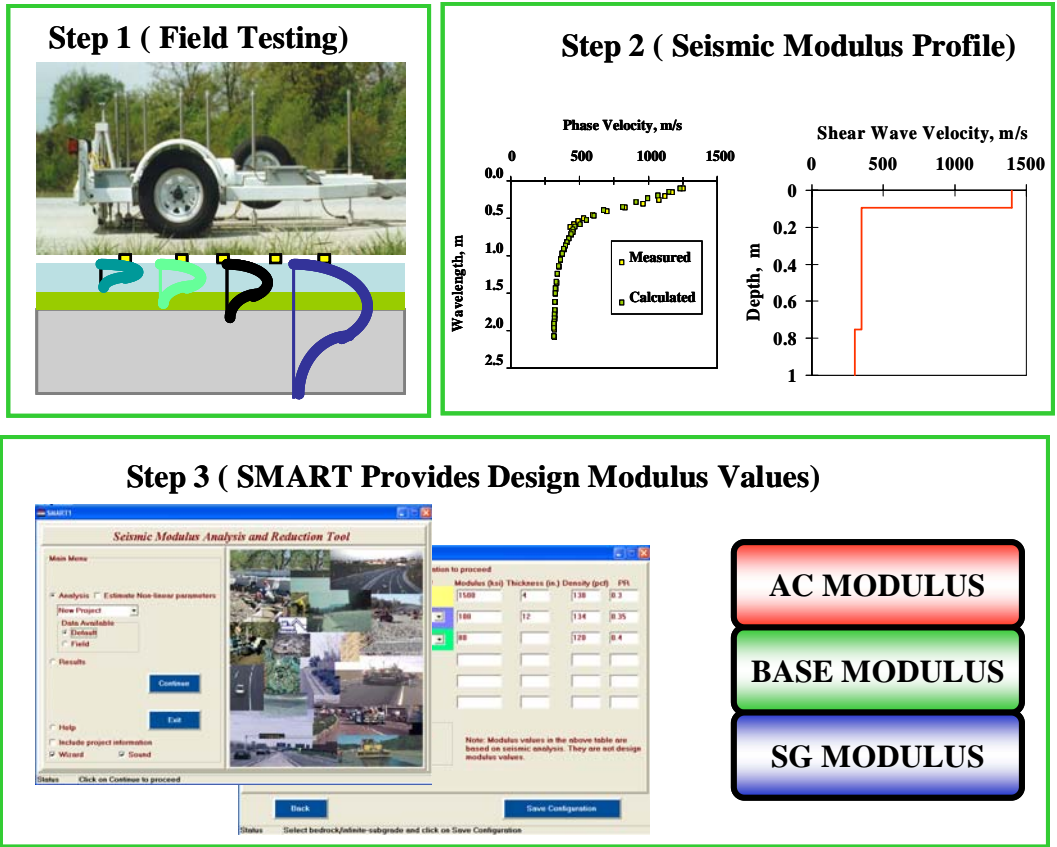 Step 1 ( Field Testing)
Step 2 ( Seismic Modulus Profile)
Phase Velocity, m/s
0 500 1000 1500
0.0
0.5
1.0
1.5
2.0
2.5
Wavelength, m
Measured
Calculated
Shear Wave Velocity, m/s
0 500 1000 1500
0
0.2
0.4
0.6
0.8
1
Depth, m
Step 3 ( SMART Provides Design Modulus Values)
SMART1
Seismic Modulus Analysis and Reduction Tool
Main Menu
Analysis Estimate Non-linear parameters
New Project
Data Available
Default
Field
Results
Continue
Exit
Help
Include project information
Wizard Sound
Status Click on Continue to proceed
to proceed
Modulus (ksi) Thickness (in.) Density (pcf) PR
1500 4 138 0.3
100 12 134 0.35
80 120 0.4
Note: Modulus values in the above table are
based on seismic analysis. They are not design
modulus values.
Back Save Configuration
Status Select bedrock/infinite-subgrade and click on Save Configuration
AC MODULUS
BASE MODULUS
SG MODULUS